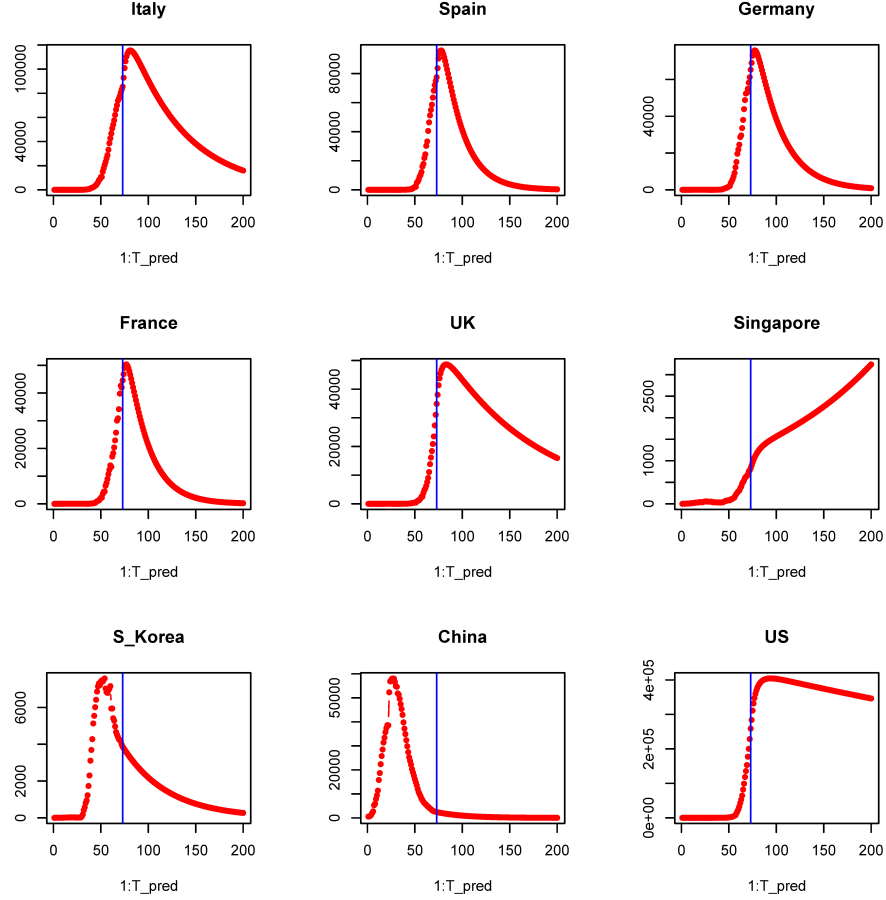 Italy
Spain
Germany
0 40000 100000
0 40000 80000
0 40000
0 50 100 150 200
0 50 100 150 200
0 50 100 150 200
1:T_pred
1:T_pred
1:T_pred
France
UK
Singapore
0 20000 40000
0 20000 40000
0 1000 2500
0 50 100 150 200
0 50 100 150 200
0 50 100 150 200
1:T_pred
1:T_pred
1:T_pred
S_Korea
China
US
0 2000 6000
0 20000 50000
0e+00 2e+05 4e+05
0 50 100 150 200
0 50 100 150 200
0 50 100 150 200
1:T_pred
1:T_pred
1:T_pred